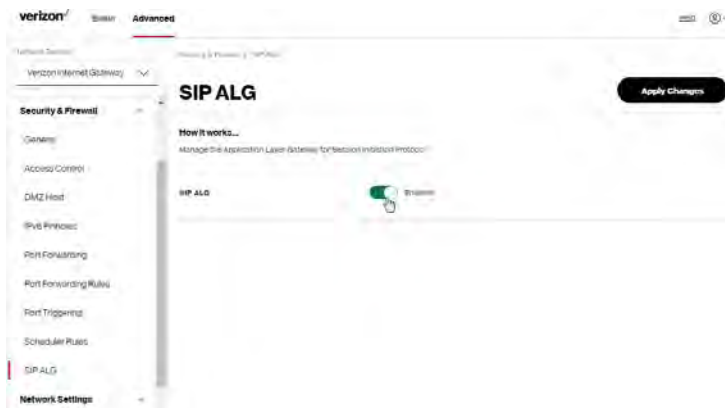 verizon✓
Basic
Advanced
Verizon Internet Gateway
Security & Firewall
General
Access Control
DMZ Host
IPv6 Pinholes
Port Forwarding
Port Forwarding Rules
Port Triggering
Scheduler Rules
SIP ALG
Network Settings
SIP ALG
Apply Changes
How it works...
Manage the Application Layer Gateway for Session Initiation Protocol
SIP ALG
Enabled